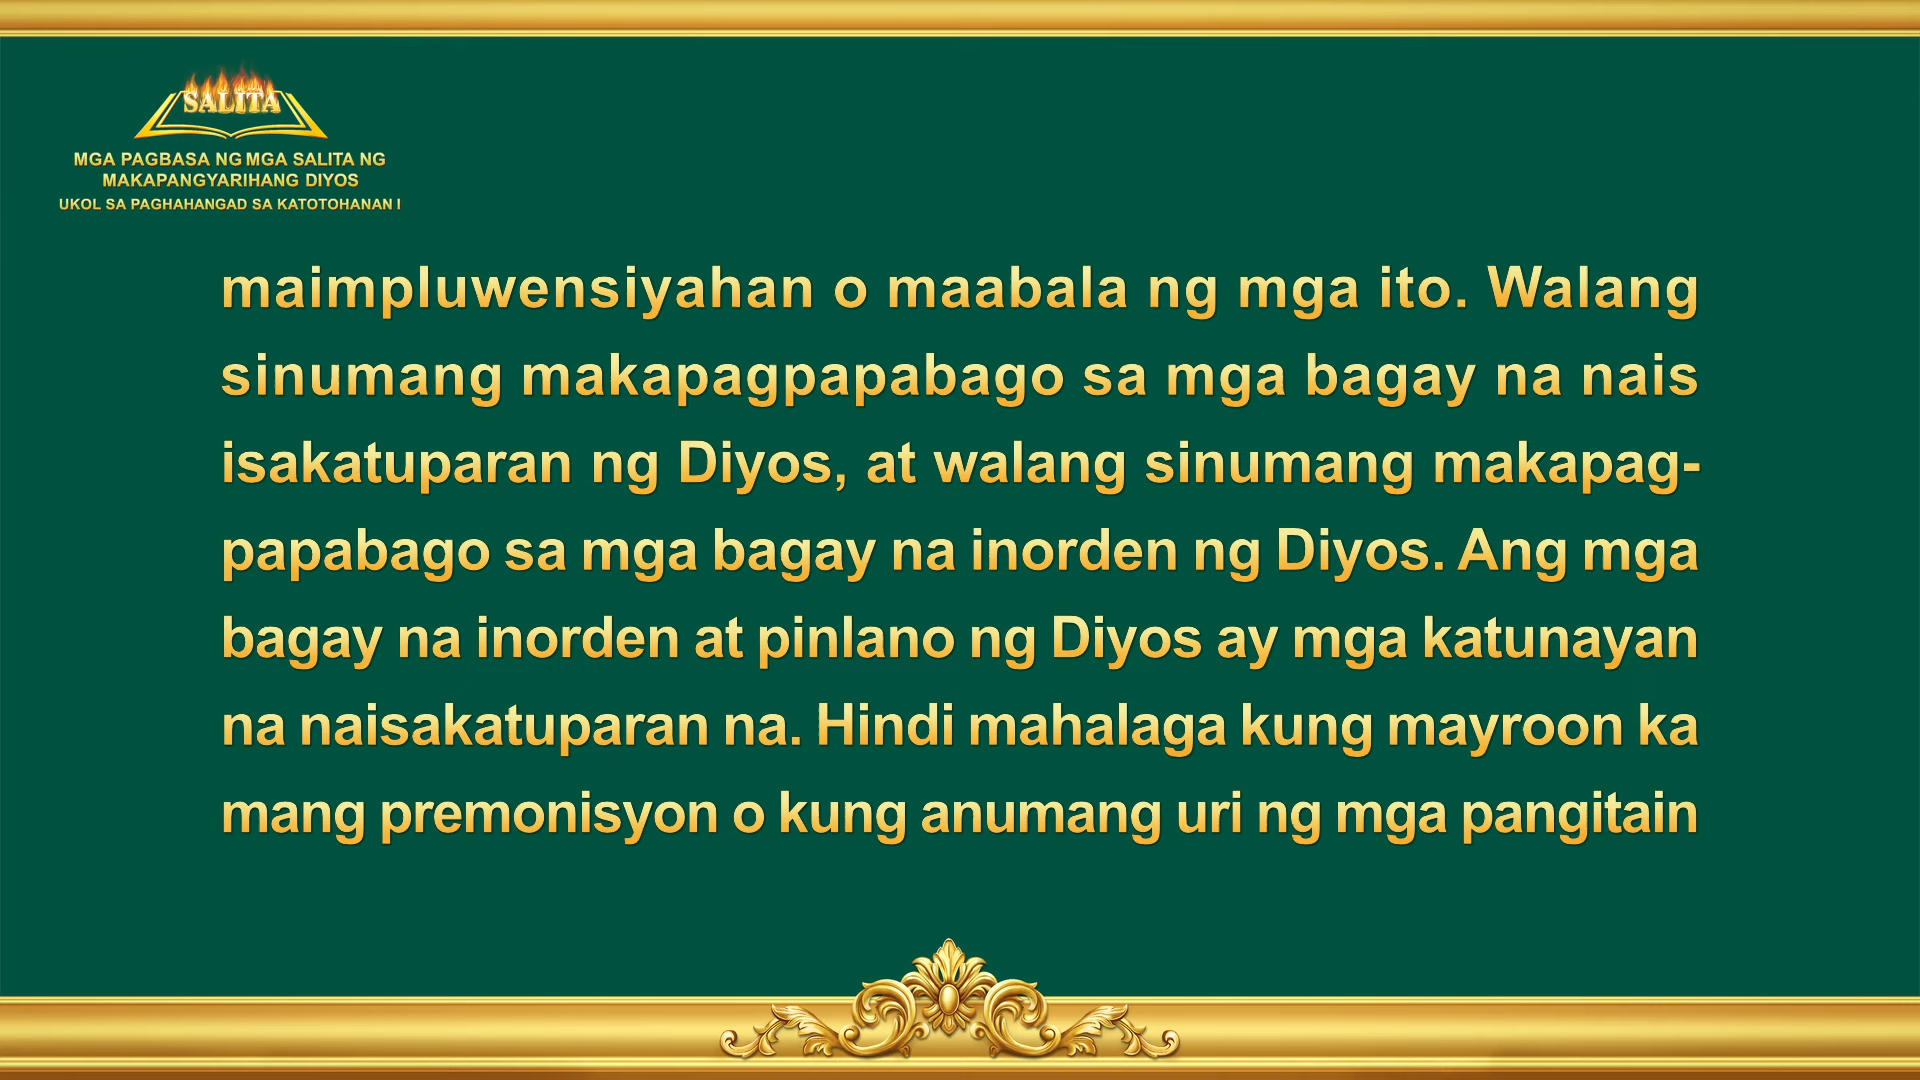 SALITA
MGA PAGBASA NG MGA SALITA NG
MAKAPANGYARIHANG DIYOS
UKOL SA PAGHAHANGAD SA KATOTOHANAN I
maimpluwensiyahan o maabala ng mga ito. Walang
sinumang makapagpapabago sa mga bagay na nais
isakatuparan ng Diyos, at walang sinumang makapag-
papabago sa mga bagay na inorden ng Diyos. Ang mga
bagay na inorden at pinlano ng Diyos ay mga katunayan
na naisakatuparan na. Hindi mahalaga kung mayroon ka
mang premonisyon o kung anumang uri ng mga pangitain